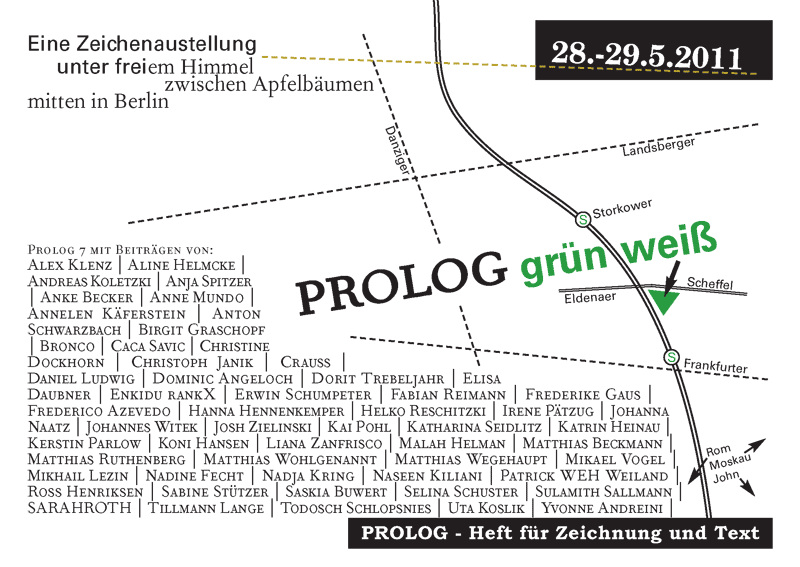 Eine Zeichenaustellung
unter freiem Himmel
zwischen Apfelbäumen
mitten in Berlin
28.-29.5.2011
Danziger
Landsberger
S Storkower
PROLOG grün weiß
Scheffel
Eldenaer
S Frankfurter
Prolog 7 mit Beiträgen von:
Alex Klenz | Aline Helmcke |
Andreas Koletzki | Anja Spitzer
| Anke Becker | Anne Mundo |
Annelen Käferstein | Anton
Schwarzbach | Birgit Graschopf
| Bronco | Caca Savic | Christine
Dockhorn | Christoph Janik | Crauss |
Daniel Ludwig | Dominic Angeloch | Dorit Trebeljahr | Elisa
Daubner | Enkidu rankX | Erwin Schumpeter | Fabian Reimann | Frederike Gaus |
Frederico Azevedo | Hanna Hennenkemper | Helko Reschitzki | Irene Pätzug | Johanna
Naatz | Johannes Witek | Josh Zielinski | Kai Pohl | Katharina Seidlitz | Katrin Heinau |
Kerstin Parlow | Koni Hansen | Liana Zanfrisco | Malah Helman | Matthias Beckmann |
Matthias Ruthenberg | Matthias Wohlgenannt | Matthias Wegehaupt | Mikael Vogel |
Mikhail Lezin | Nadine Fecht | Nadja Kring | Naseen Kiliani | Patrick WEH Weiland |
Ross Henriksen | Sabine Stützer | Saskia Buwert | Selina Schuster | Sulamith Sallmann |
SARAHROTH | Tillmann Lange | Todosch Schlopsnies | Uta Koslik | Yvonne Andreini |
Rom
Moskau
John
PROLOG - Heft für Zeichnung und Text